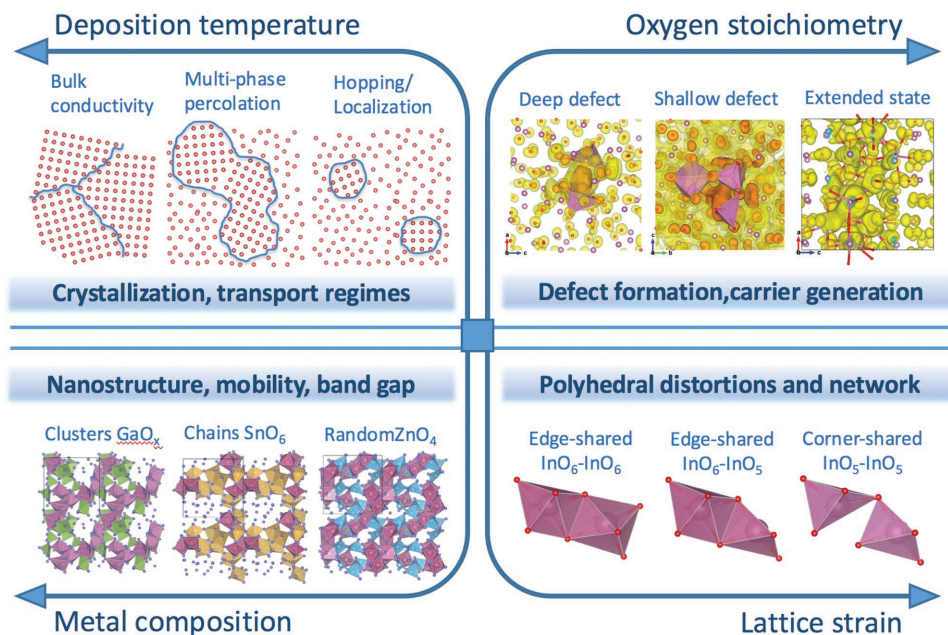 Deposition temperature
Oxygen stoichiometry
Bulk
conductivity
Multi-phase
percolation
Hopping/
Localization
Deep defect
Shallow defect
Extended state
Crystallization, transport regimes
Defect formation,carrier generation
Nanostructure, mobility, band gap
Polyhedral distortions and network
Clusters GaOₓ
Chains SnO₆
RandomZnO₄
Edge-shared
InO₆-InO₆
Edge-shared
InO₆-InO₅
Corner-shared
InO₅-InO₅
Metal composition
Lattice strain